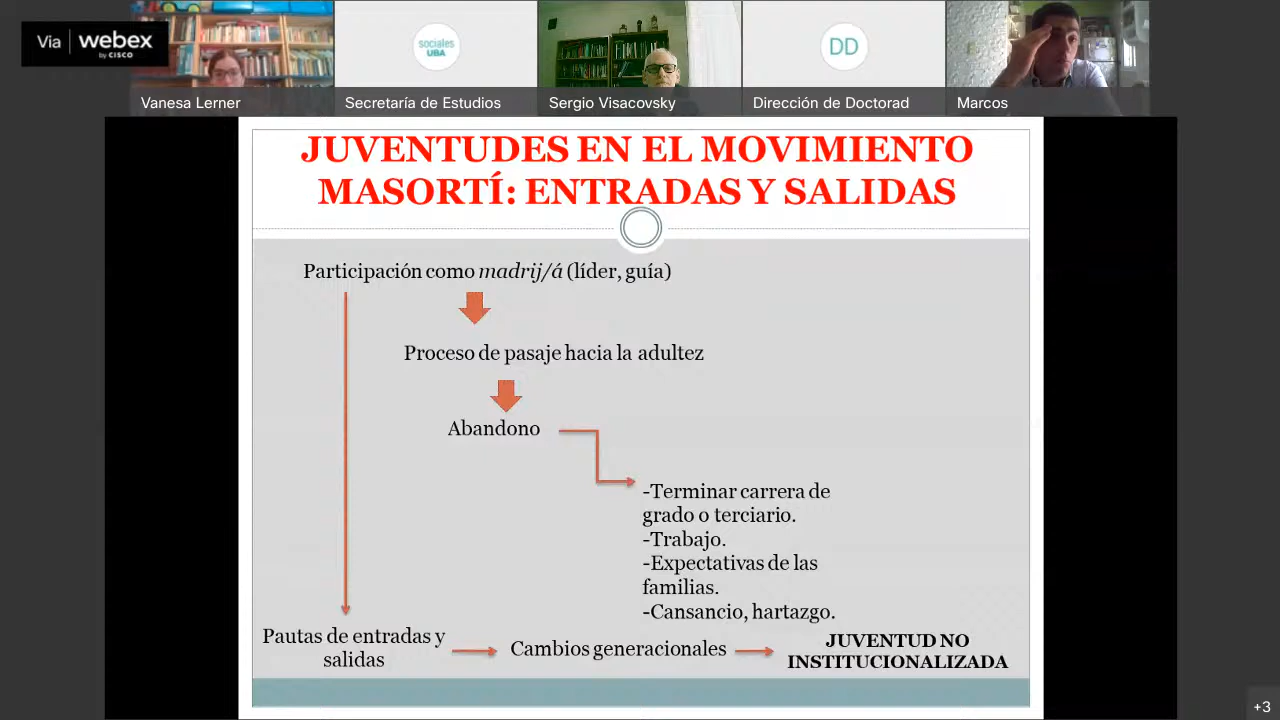 Via webex
by CISCO
sociales
UBA
DD
Vanesa Lerner
Secretaría de Estudios
Sergio Visacovsky
Dirección de Doctorad
Marcos
JUVENTUDES EN EL MOVIMIENTO
MASORTÍ: ENTRADAS Y SALIDAS
Participación como madrij/á (líder, guía)
Proceso de pasaje hacia la adultez
Abandono
-Terminar carrera de
grado o terciario.
-Trabajo.
-Expectativas de las
familias.
-Cansancio, hartazgo.
Pautas de entradas y
salidas
Cambios generacionales
JUVENTUD NO
INSTITUCIONALIZADA
+3